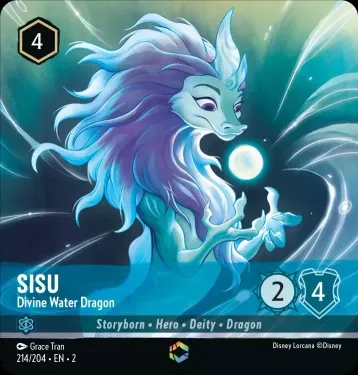 4
SISU
Divine Water Dragon
2
4
Storyborn • Hero • Deity • Dragon
Grace Tran
Disney Lorcana ©Disney
214/204 • EN • 2